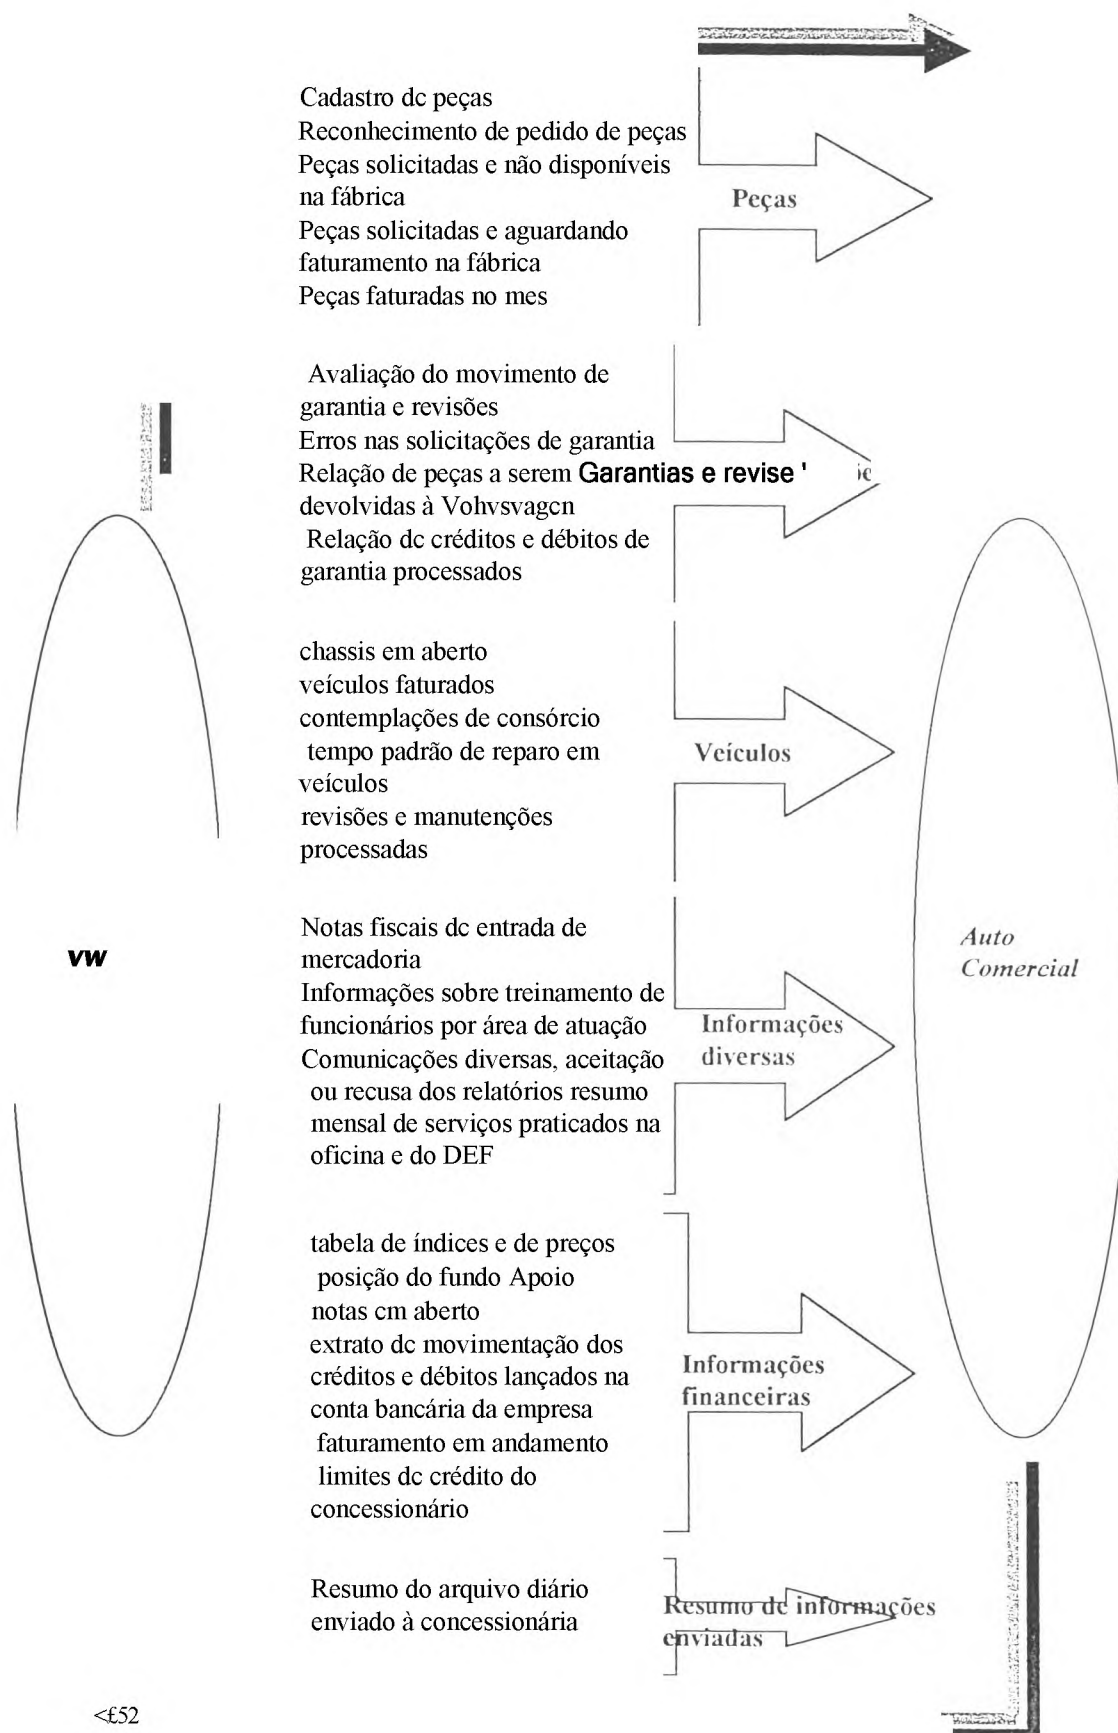 Cadastro dc peças
Reconhecimento de pedido de peças
Peças solicitadas e não disponíveis
na fábrica
Peças solicitadas e aguardando
faturamento na fábrica
Peças faturadas no mes
Peças
Avaliação do movimento de
garantia e revisões
Erros nas solicitações de garantia
Relação de peças a serem Garantias e revise '
devolvidas à Vohvsvagcn
Relação dc créditos e débitos de
garantia processados
chassis em aberto
veículos faturados
contemplações de consórcio
tempo padrão de reparo em
veículos
revisões e manutenções
processadas
Veículos
vw
Notas fiscais dc entrada de
mercadoria
Informações sobre treinamento de
funcionários por área de atuação
Comunicações diversas, aceitação
ou recusa dos relatórios resumo
mensal de serviços praticados na
oficina e do DEF
Informações
diversas
Auto
Comercial
tabela de índices e de preços
posição do fundo Apoio
notas cm aberto
extrato dc movimentação dos
créditos e débitos lançados na
conta bancária da empresa
faturamento em andamento
limites dc crédito do
concessionário
Informações
financeiras
Resumo do arquivo diário
enviado à concessionária
Resumo de informações
enviadas
<£52